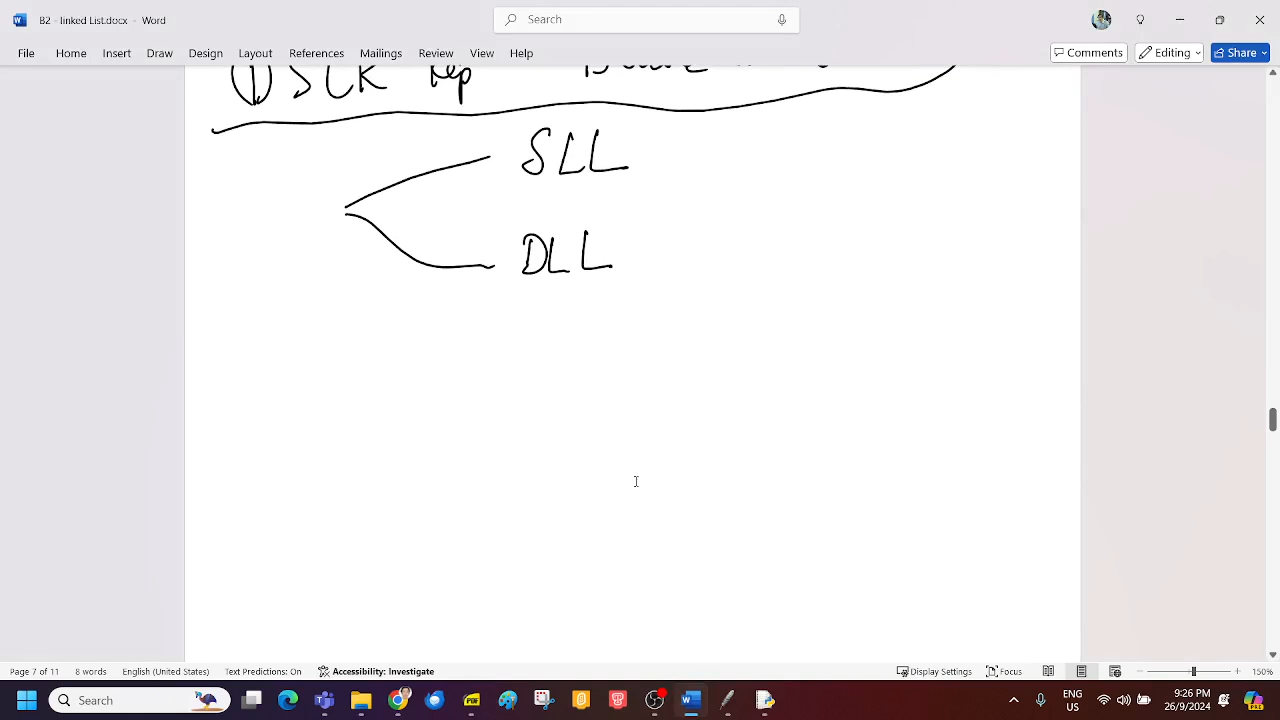 B2 - linked List.docx - Word
Search
File Home Insert Draw Design Layout References Mailings Review View Help
Comments Editing Share
SLL
DLL
Page 7 of 11 8 words English (United States) Text Predictions: On Accessibility: Investigate
Display Settings Focus 150%
Search
ENG
US
9:26 PM
26/9/2024